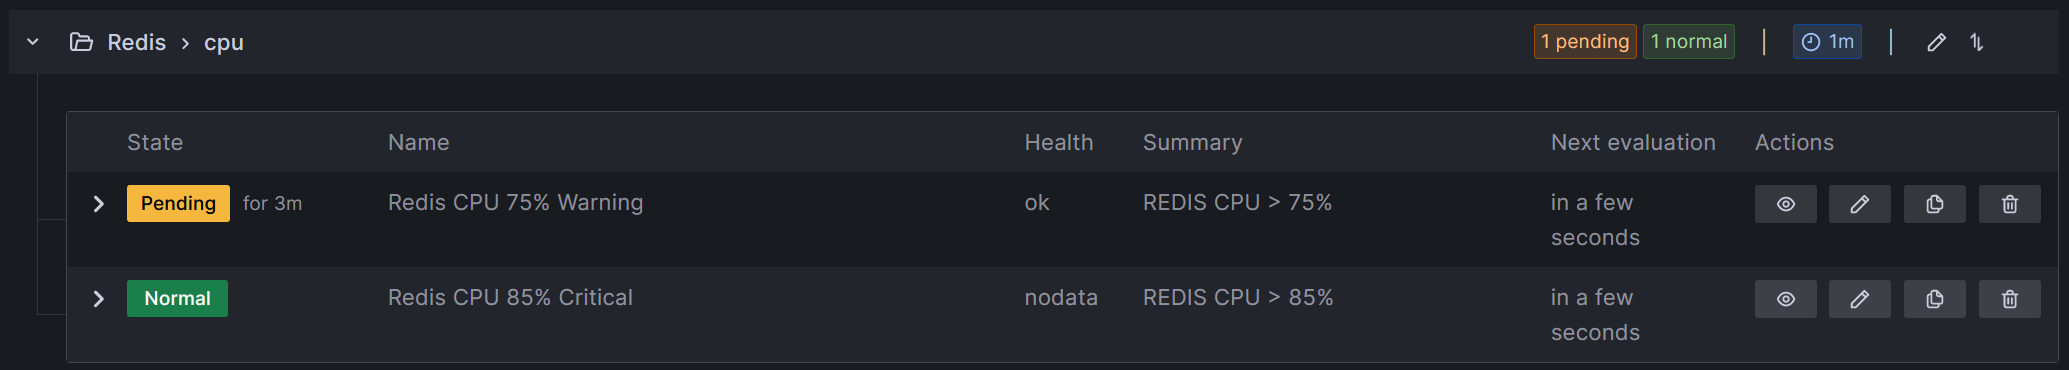 Redis > cpu 1 pending 1 normal | 1m |
State Name Health Summary Next evaluation Actions
Pending for 3m Redis CPU 75% Warning ok REDIS CPU > 75% in a few
seconds
Normal Redis CPU 85% Critical nodata REDIS CPU > 85% in a few
seconds